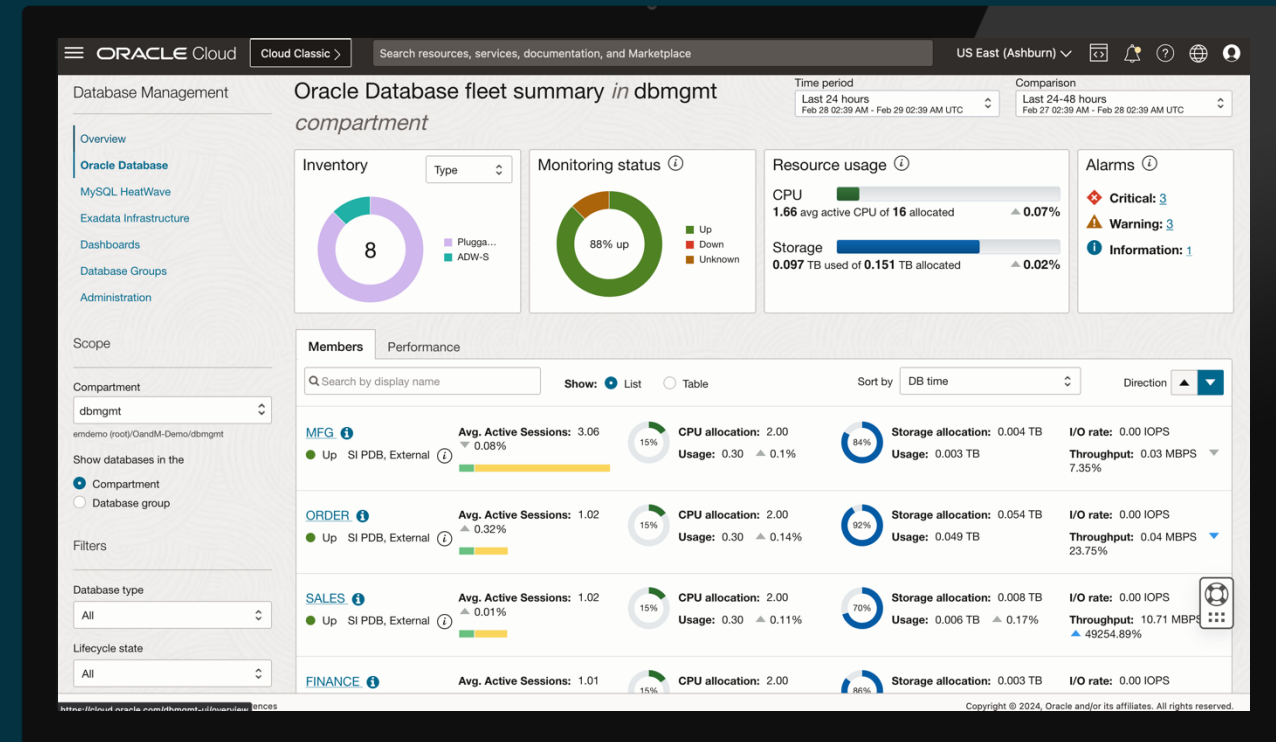 ORACLE Cloud
Cloud Classic >
Search resources, services, documentation, and Marketplace
US East (Ashburn)
Database Management
Overview
Oracle Database
MySQL HeatWave
Exadata Infrastructure
Dashboards
Database Groups
Administration
Scope
Compartment
dbmgmt
emdemo (root)/OandM-Demo/dbmgmt
Show databases in the
Compartment
Database group
Filters
Database type
All
Lifecycle state
All
https://cloud.oracle.com/dbmgmt-ui/overview
ences
Oracle Database fleet summary in dbmgmt
compartment
Time period
Last 24 hours
Feb 28 02:39 AM - Feb 29 02:39 AM UTC
Comparison
Last 24-48 hours
Feb 27 02:39 AM - Feb 28 02:39 AM UTC
Inventory
Type
8
Plugga...
ADW-S
Monitoring status
88% up
Up
Down
Unknown
Resource usage
CPU
1.66 avg active CPU of 16 allocated
0.07%
Storage
0.097 TB used of 0.151 TB allocated
0.02%
Alarms
Critical: 3
Warning: 3
Information: 1
Members
Performance
Search by display name
Show:
List
Table
Sort by
DB time
Direction
MFG
Up SI PDB, External
Avg. Active Sessions: 3.06
0.08%
15%
CPU allocation: 2.00
Usage: 0.30 0.1%
84%
Storage allocation: 0.004 TB
Usage: 0.003 TB
I/O rate: 0.00 IOPS
Throughput: 0.03 MBPS
7.35%
ORDER
Up SI PDB, External
Avg. Active Sessions: 1.02
0.32%
15%
CPU allocation: 2.00
Usage: 0.30 0.14%
92%
Storage allocation: 0.054 TB
Usage: 0.049 TB
I/O rate: 0.00 IOPS
Throughput: 0.04 MBPS
23.75%
SALES
Up SI PDB, External
Avg. Active Sessions: 1.02
0.01%
15%
CPU allocation: 2.00
Usage: 0.30 0.11%
70%
Storage allocation: 0.008 TB
Usage: 0.006 TB 0.17%
I/O rate: 0.00 IOPS
Throughput: 10.71 MBPS
49254.89%
FINANCE
Avg. Active Sessions: 1.01
15%
CPU allocation: 2.00
86%
Storage allocation: 0.003 TB
I/O rate: 0.00 IOPS
Copyright © 2024, Oracle and/or its affiliates. All rights reserved.